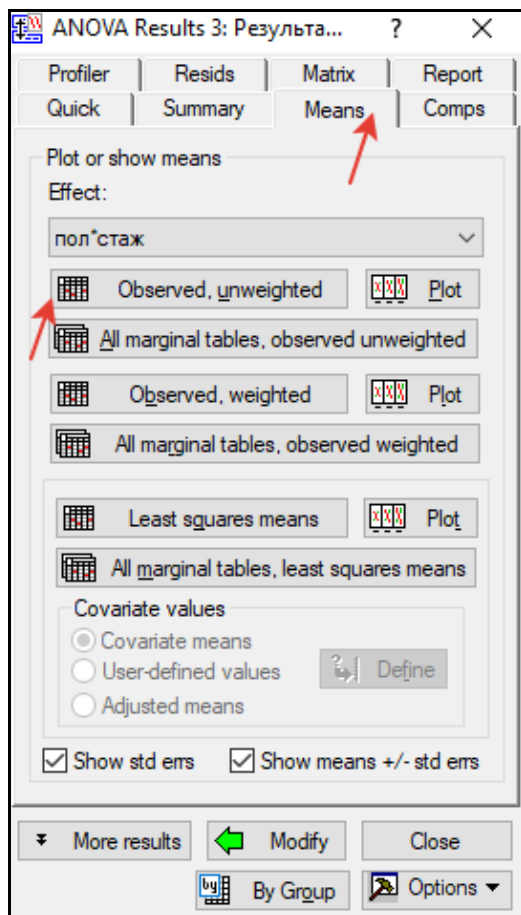 ANOVA Results 3: Результа... ? X
Profiler Resids Matrix Report
Quick Summary Means Comps
Plot or show means
Effect:
пол*стаж
Observed, unweighted Plot
All marginal tables, observed unweighted
Observed, weighted Plot
All marginal tables, observed weighted
Least squares means Plot
All marginal tables, least squares means
Covariate values
Covariate means
User-defined values Define
Adjusted means
Show std errs Show means +/- std errs
More results Modify Close
by By Group Options